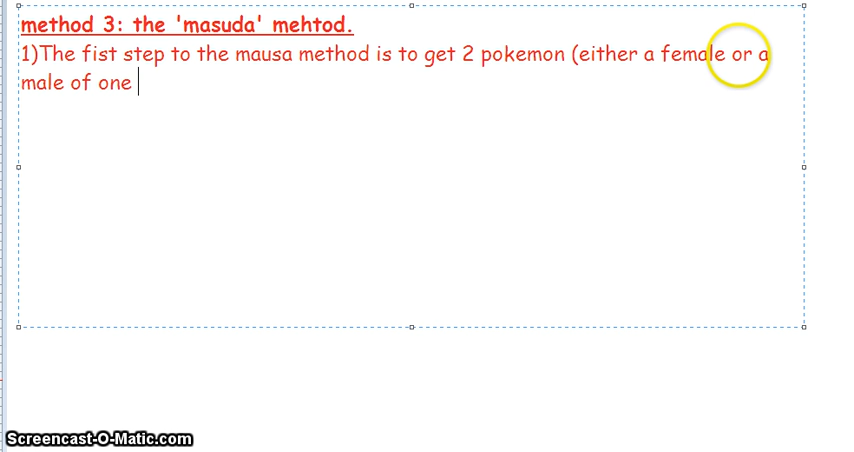 method 3: the 'masuda' mehtod.
1)The fist step to the mausa method is to get 2 pokemon (either a female or a
male of one
Screencast-O-Matic.com